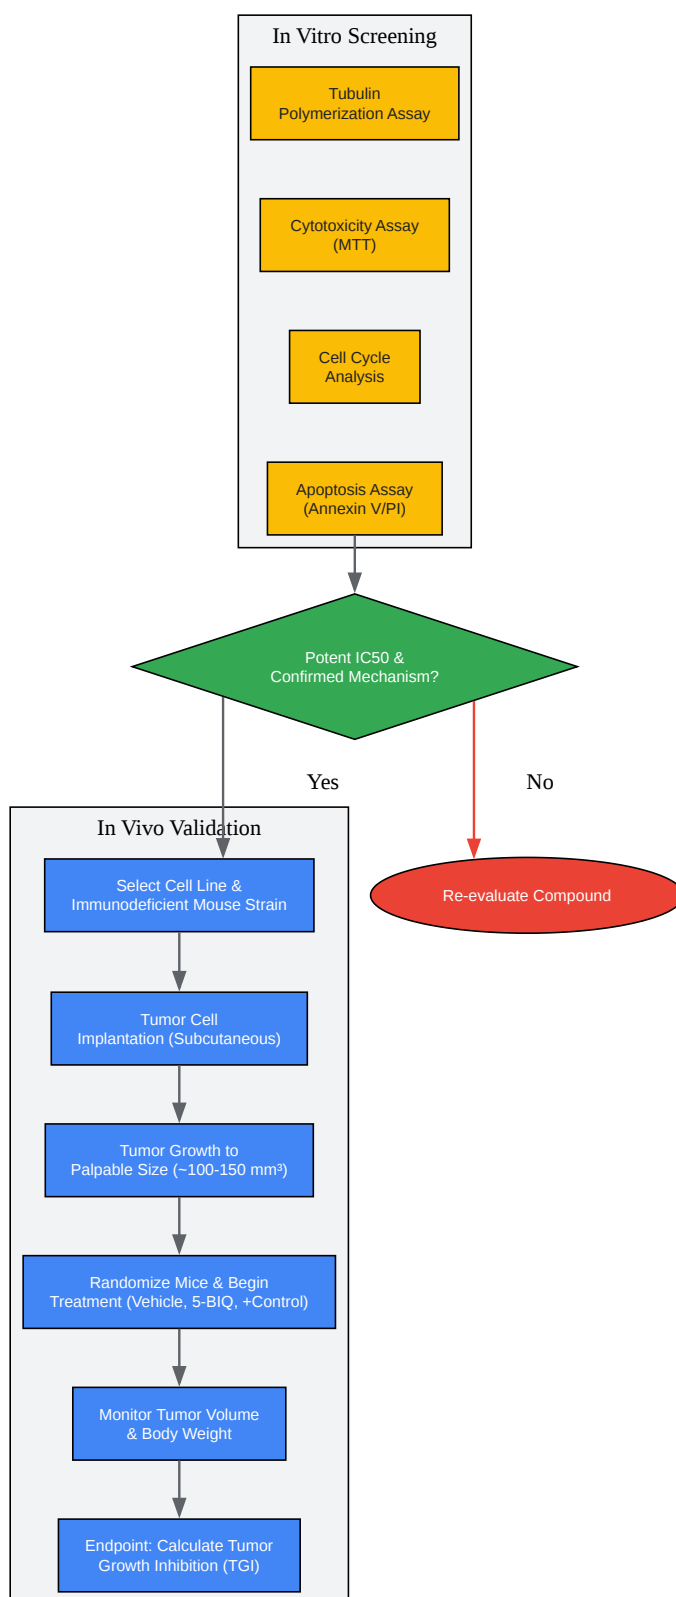 In Vitro Screening
Tubulin
Polymerization Assay
Cytotoxicity Assay
(MTT)
Cell Cycle
Analysis
Apoptosis Assay
(Annexin V/PI)
Potent IC50 &
Confirmed Mechanism?
Yes
No
In Vivo Validation
Select Cell Line &
Immunodeficient Mouse Strain
Re-evaluate Compound
Tumor Cell
Implantation (Subcutaneous)
Tumor Growth to
Palpable Size (~100-150 mm³)
Randomize Mice & Begin
Treatment (Vehicle, 5-BIQ, +Control)
Monitor Tumor Volume
& Body Weight
Endpoint: Calculate Tumor
Growth Inhibition (TGI)